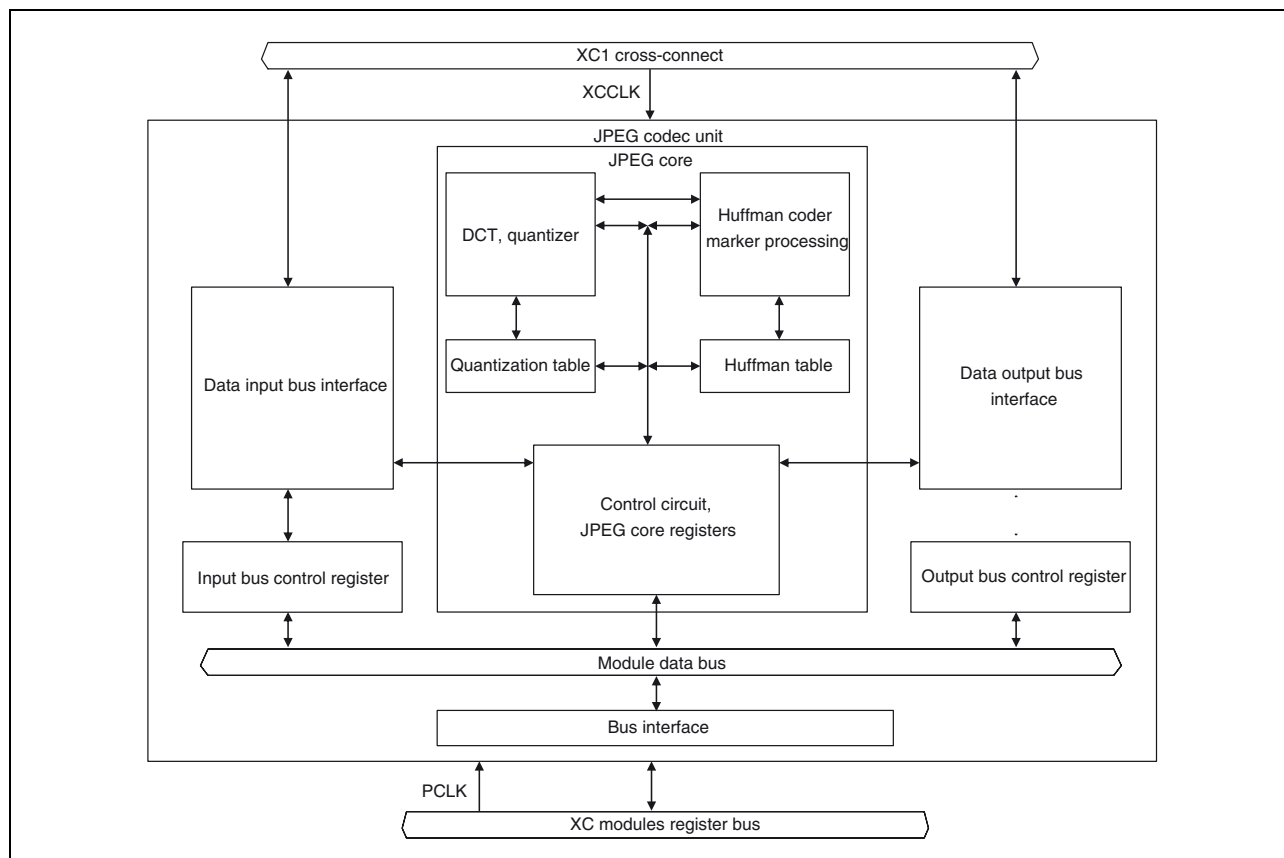 XC1 cross-connect
XCCLK
JPEG codec unit
JPEG core
DCT, quantizer
Huffman coder
marker processing
Quantization table
Huffman table
Data input bus interface
Data output bus
interface
Control circuit,
JPEG core registers
Input bus control register
Output bus control register
Module data bus
Bus interface
PCLK
XC modules register bus